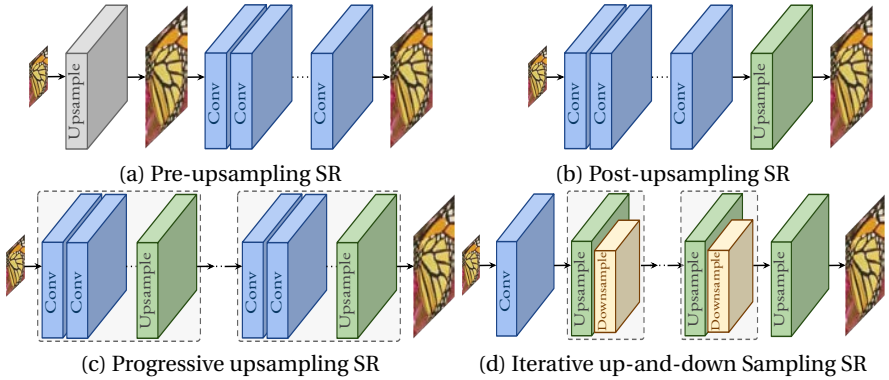 Upsample
Conv
Conv
Conv
(a) Pre-upsampling SR
Conv
Conv
Conv
Upsample
(b) Post-upsampling SR
Conv
Conv
Upsample
Conv
Conv
Upsample
(c) Progressive upsampling SR
Conv
Upsample
Downsample
Upsample
Downsample
Upsample
(d) Iterative up-and-down Sampling SR